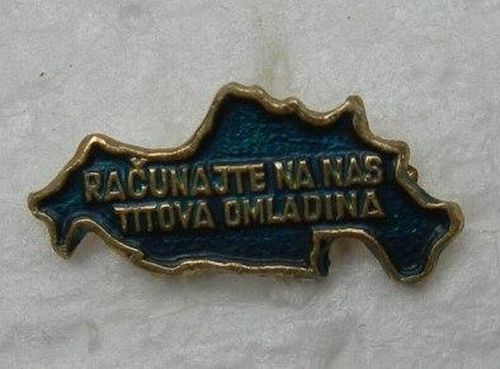 RAČUNAJTE NA NAS
TITOVA OMLADINA